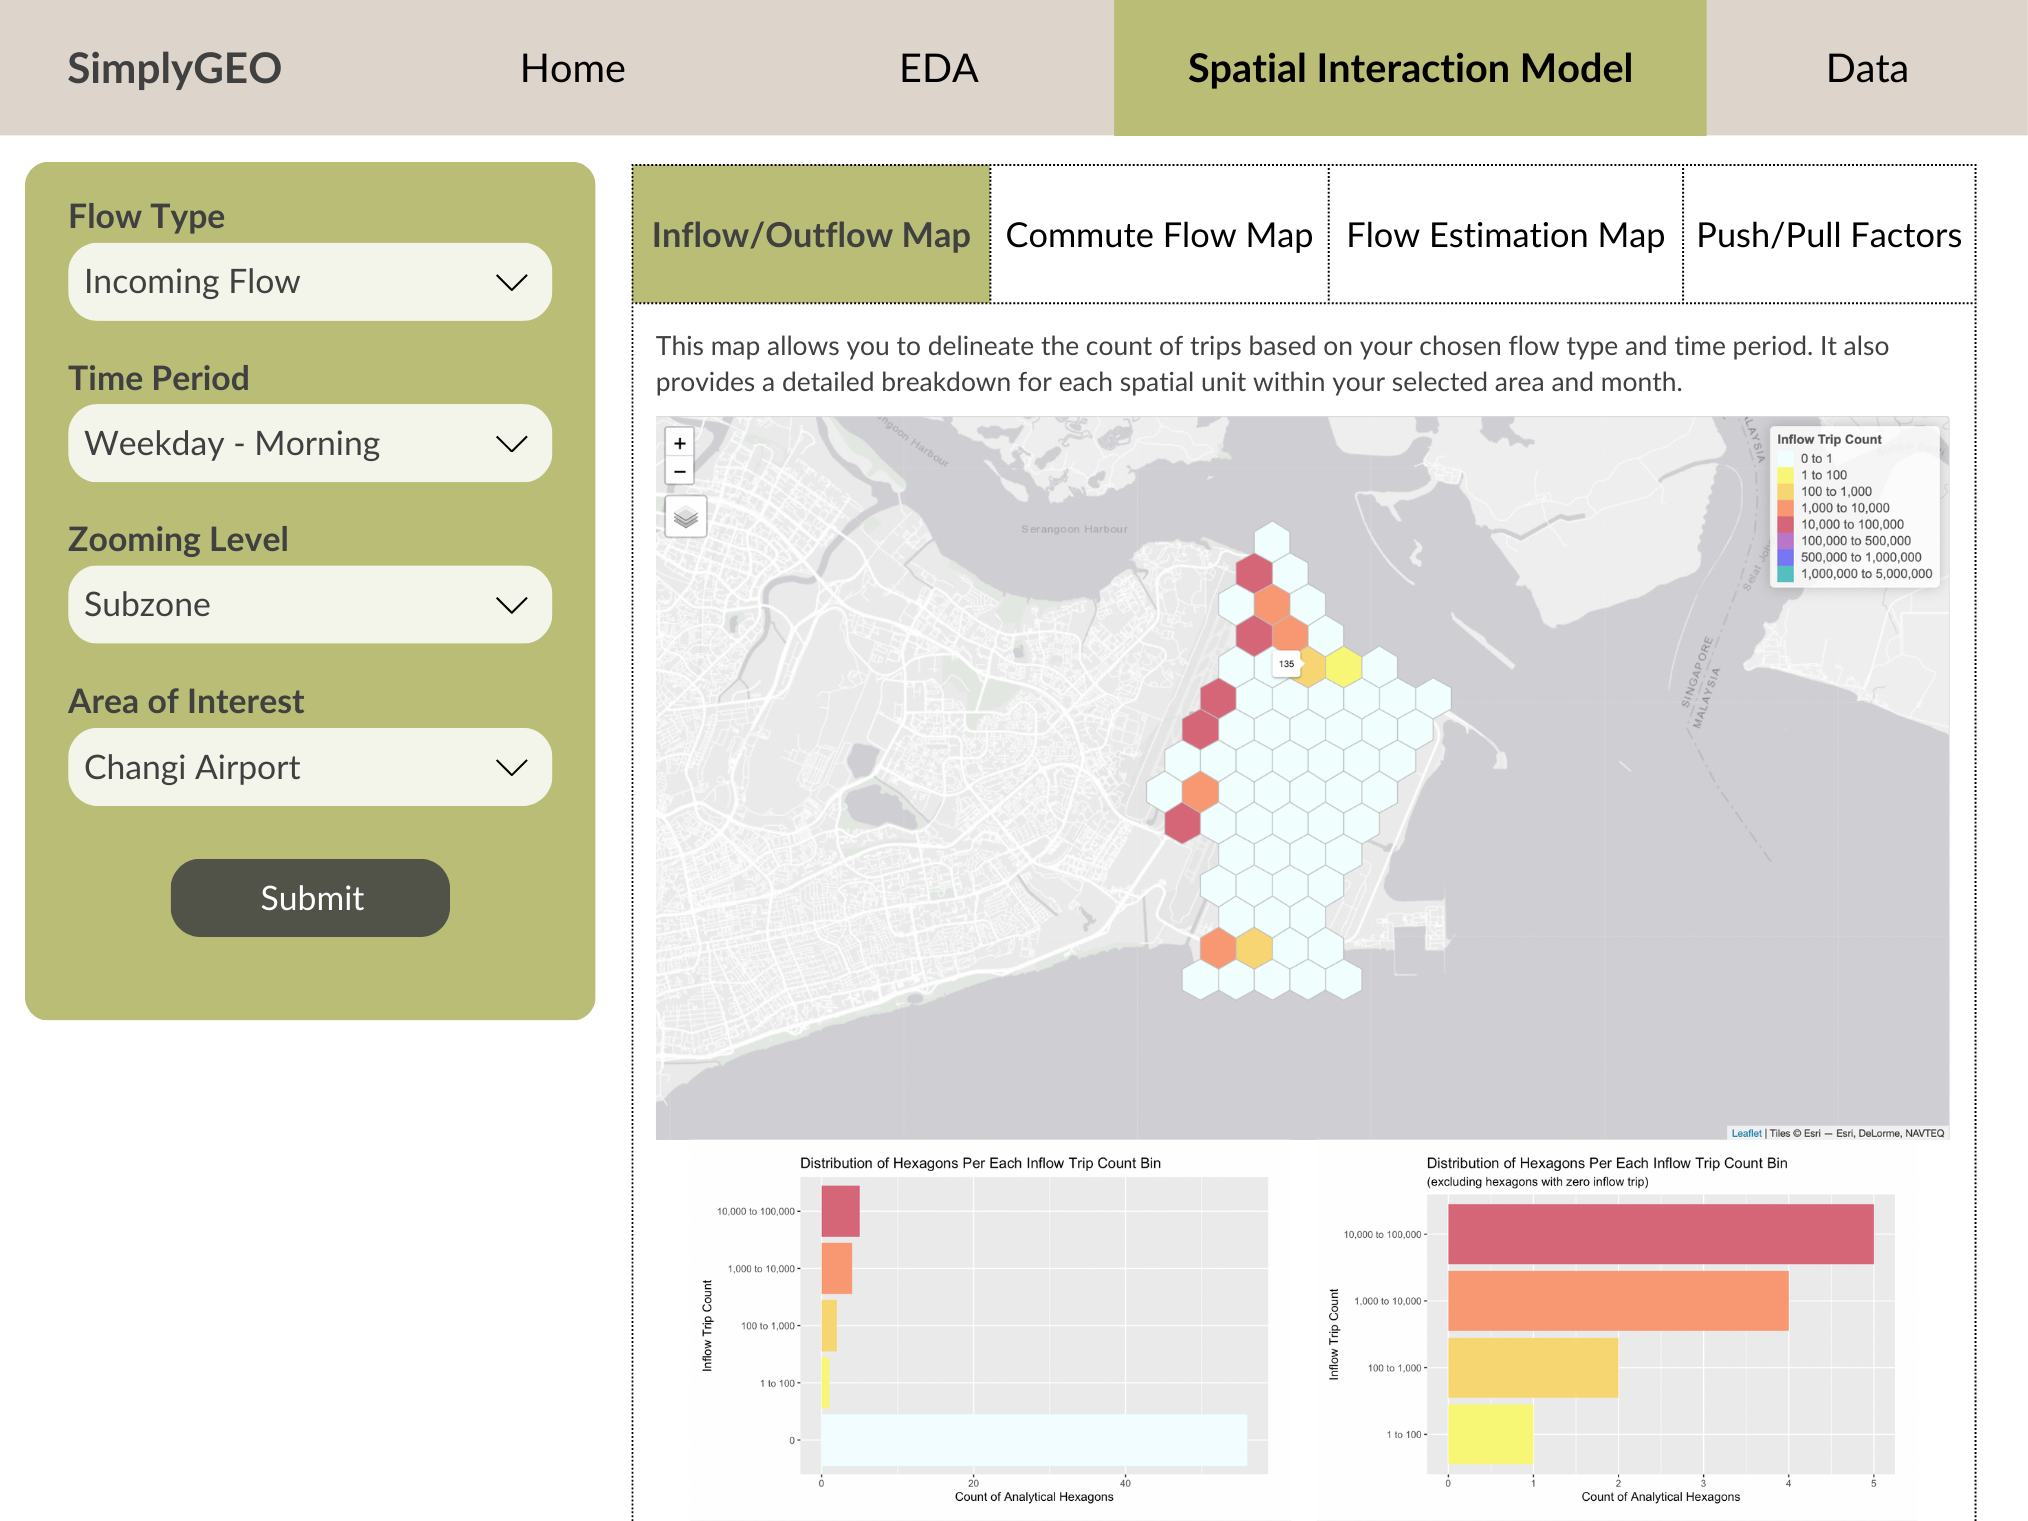 SimplyGEO
Home
EDA
Spatial Interaction Model
Data
Flow Type
Incoming Flow
Time Period
Weekday - Morning
Zooming Level
Subzone
Area of Interest
Changi Airport
Submit
Inflow/Outflow Map
Commute Flow Map
Flow Estimation Map
Push/Pull Factors
This map allows you to delineate the count of trips based on your chosen flow type and time period. It also
provides a detailed breakdown for each spatial unit within your selected area and month.
+
−
Harbour
Serangoon Harbour
135
SINGAPORE
MALAYSIA
Inflow Trip Count
0 to 1
1 to 100
100 to 1,000
1,000 to 10,000
10,000 to 100,000
100,000 to 500,000
500,000 to 1,000,000
1,000,000 to 5,000,000
Leaflet | Tiles © Esri — Esri, DeLorme, NAVTEQ
Distribution of Hexagons Per Each Inflow Trip Count Bin
Inflow Trip Count
10,000 to 100,000
1,000 to 10,000
100 to 1,000
1 to 100
0
0 20 40
Count of Analytical Hexagons
Distribution of Hexagons Per Each Inflow Trip Count Bin
(excluding hexagons with zero inflow trip)
Inflow Trip Count
10,000 to 100,000
1,000 to 10,000
100 to 1,000
1 to 100
0 1 2 3 4 5
Count of Analytical Hexagons